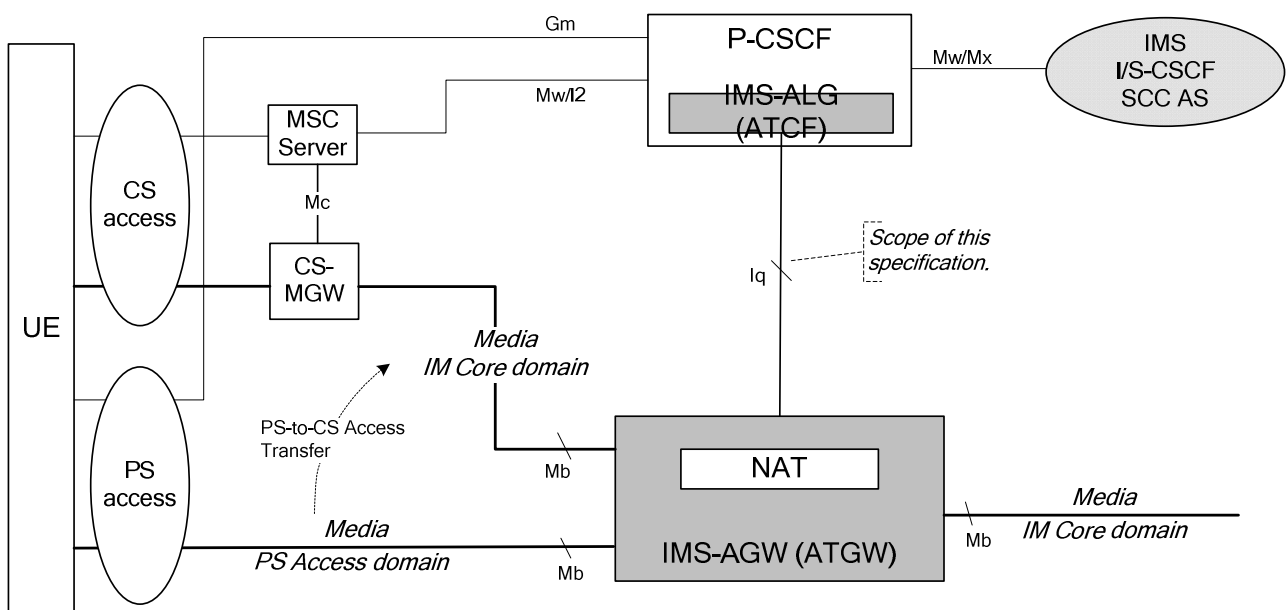 Gm
P-CSCF
IMS
I/S-CSCF
SCC AS
Mw/Mx
Mw/I2
IMS-ALG
(ATCF)
MSC
Server
CS
access
Mc
Scope of this
specification.
Iq
CS-
MGW
UE
Media
IM Core domain
PS-to-CS Access
Transfer
PS
access
Mb
NAT
Media
IM Core domain
Mb
Media
PS Access domain
Mb
IMS-AGW (ATGW)